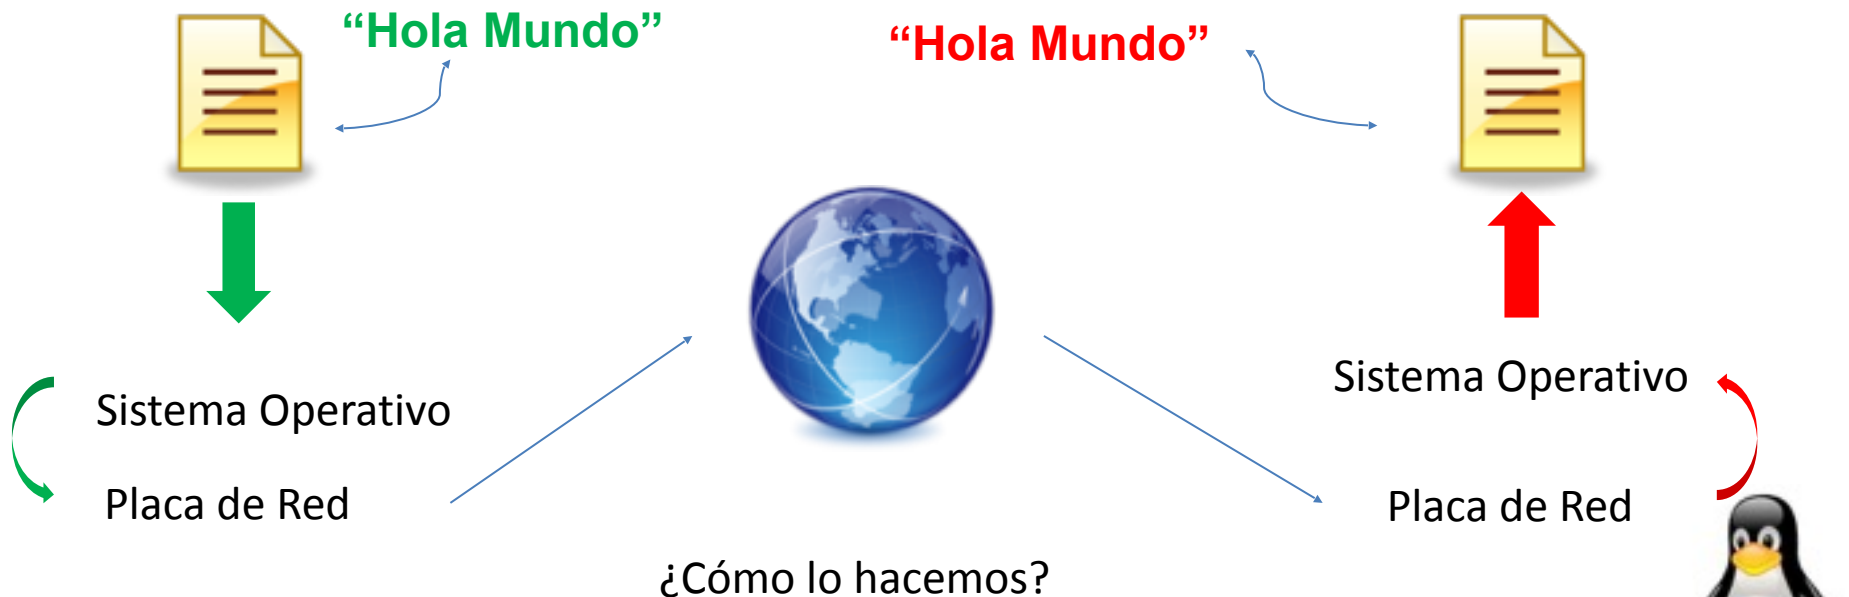 “Hola Mundo”
“Hola Mundo”
Sistema Operativo
Placa de Red
Sistema Operativo
Placa de Red
¿Cómo lo hacemos?